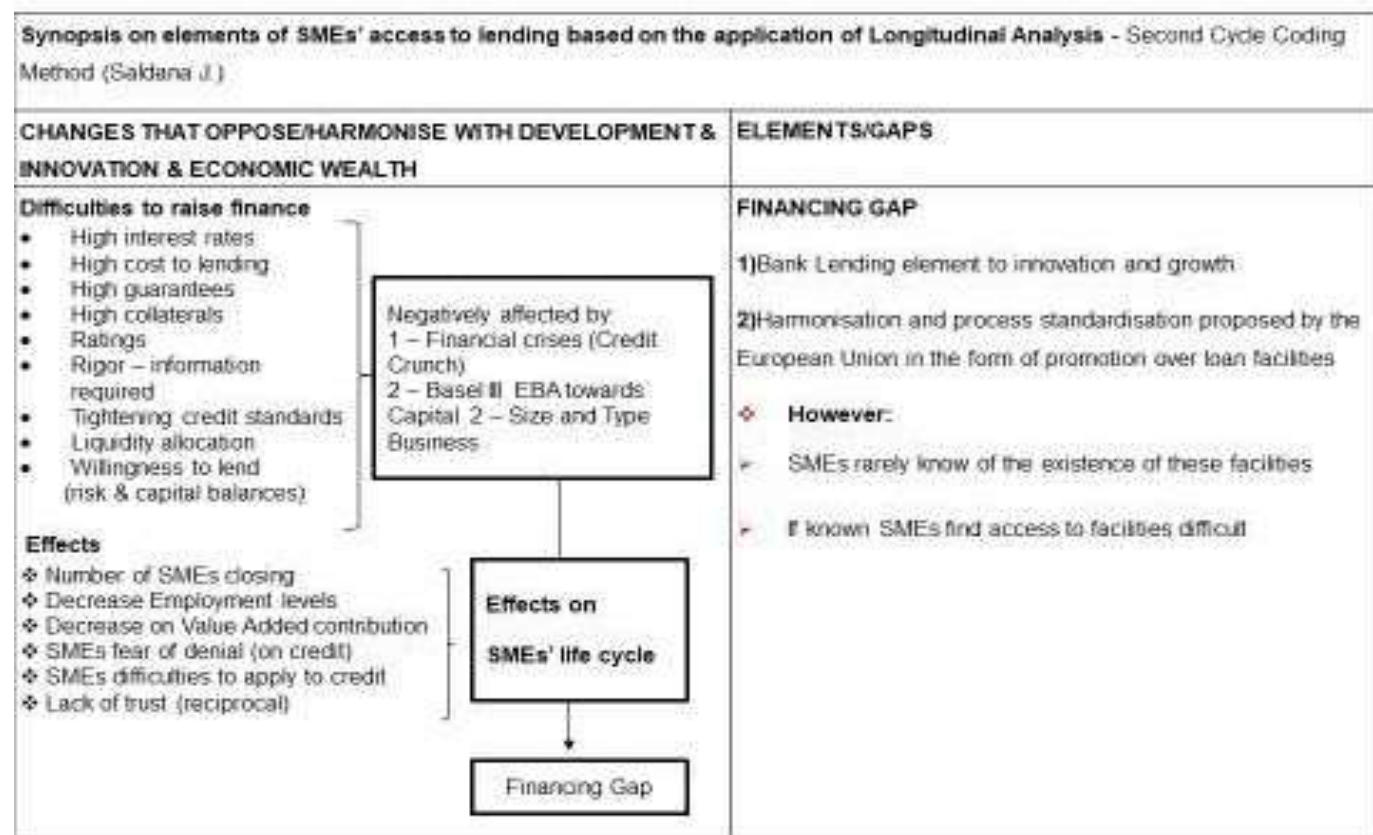 Synopsis on elements of SMEs' access to lending based on the application of Longitudinal Analysis - Second Cycle Coding
Method (Saldana J.)
CHANGES THAT OPPOSE/HARMONISE WITH DEVELOPMENT &
INNOVATION & ECONOMIC WEALTH
Difficulties to raise finance
• High interest rates
• High cost to lending
• High guarantees
• High collaterals
• Ratings
• Rigor – information
required
• Tightening credit standards
• Liquidity allocation
• Willingness to lend
(risk & capital balances)
Negatively affected by
1 – Financial crises (Credit
Crunch)
2 – Basel III EBA towards
Capital 2 – Size and Type
Business
Effects
❖ Number of SMEs closing
❖ Decrease Employment levels
❖ Decrease on Value Added contribution
❖ SMEs fear of denial (on credit)
❖ SMEs difficulties to apply to credit
❖ Lack of trust (reciprocal)
Effects on
SMEs' life cycle
Financing Gap
ELEMENTS/GAPS
FINANCING GAP
1)Bank Lending element to innovation and growth
2)Harmonisation and process standardisation proposed by the
European Union in the form of promotion over loan facilities
❖ However:
➢ SMEs rarely know of the existence of these facilities
➢ If known SMEs find access to facilities difficult